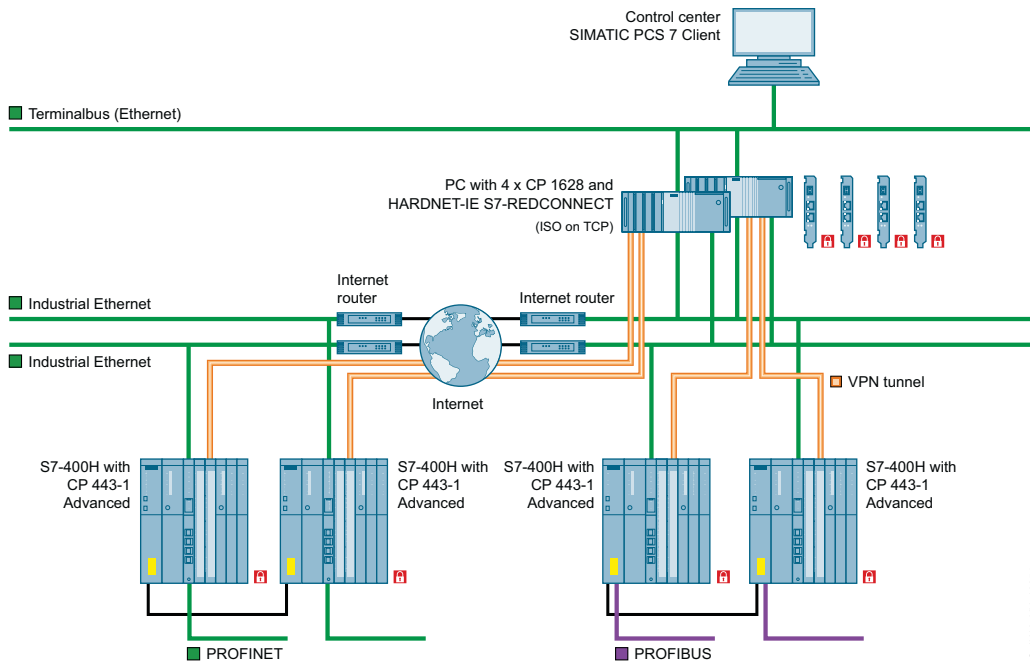 Control center
SIMATIC PCS 7 Client
Terminalbus (Ethernet)
PC with 4 x CP 1628 and
HARDNET-IE S7-REDCONNECT
(ISO on TCP)
Internet
router
Internet router
Industrial Ethernet
Industrial Ethernet
Internet
VPN tunnel
S7-400H with
CP 443-1
Advanced
S7-400H with
CP 443-1
Advanced
S7-400H with
CP 443-1
Advanced
S7-400H with
CP 443-1
Advanced
PROFINET
PROFIBUS